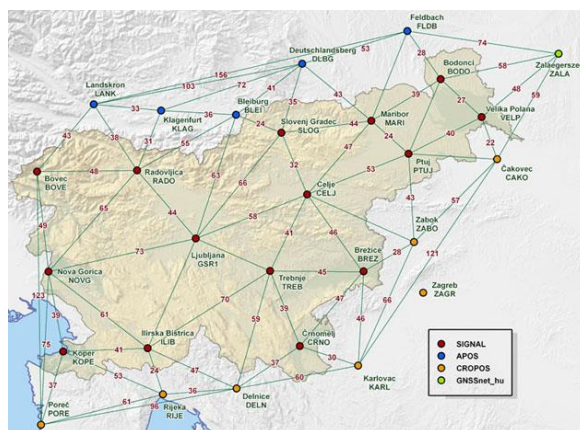 Feldbach
FLDB
53
74
Deutschlandsberg
DLBG
28
Bodonci
BODO
58
Zalaegersze
ZALA
156
103
72
41
Landskron
LANK
33
Klagenfurt
KLAG
36
Bleiburg
BLEI
35
43
39
48
59
27
Velika Polana
VELP
24
Slovenj Gradec
SLOG
44
Maribor
MARI
43
38
31
55
47
24
40
22
Ptuj
PTUJ
Čakovec
CAKO
Bovec
BOVE
48
Radovljica
RADO
63
66
32
53
Celje
CELJ
43
57
65
44
58
Zabok
ZABO
49
73
Ljubljana
GSR1
41
46
Brežice
BREZ
28
121
Nova Gorica
NOVG
Trebnje
TREB
45
Zagreb
ZAGR
123
39
61
70
47
66
59
39
46
75
Ilirska Bistrica
ILIB
Črnomelj
CRNO
Koper
KOPE
41
37
30
Karlovac
KARL
37
53
24
47
60
Poreč
PORE
61
36
96
Rijeka
RIJE
Delnice
DELN
SIGNAL
APOS
CROPOS
GNSSnet_hu